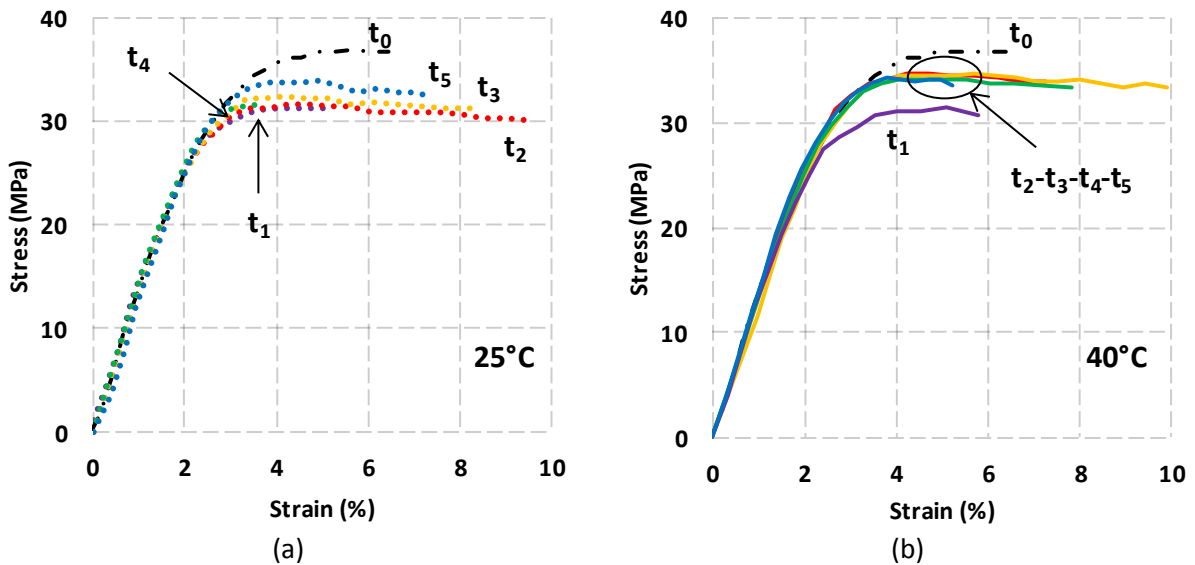 40
30
20
10
0
Stress (MPa)
t0
t4
t5
t3
t2
t1
25°C
0 2 4 6 8 10
Strain (%)
(a)
40
30
20
10
0
Stress (MPa)
t0
t1
t2-t3-t4-t5
40°C
0 2 4 6 8 10
Strain (%)
(b)